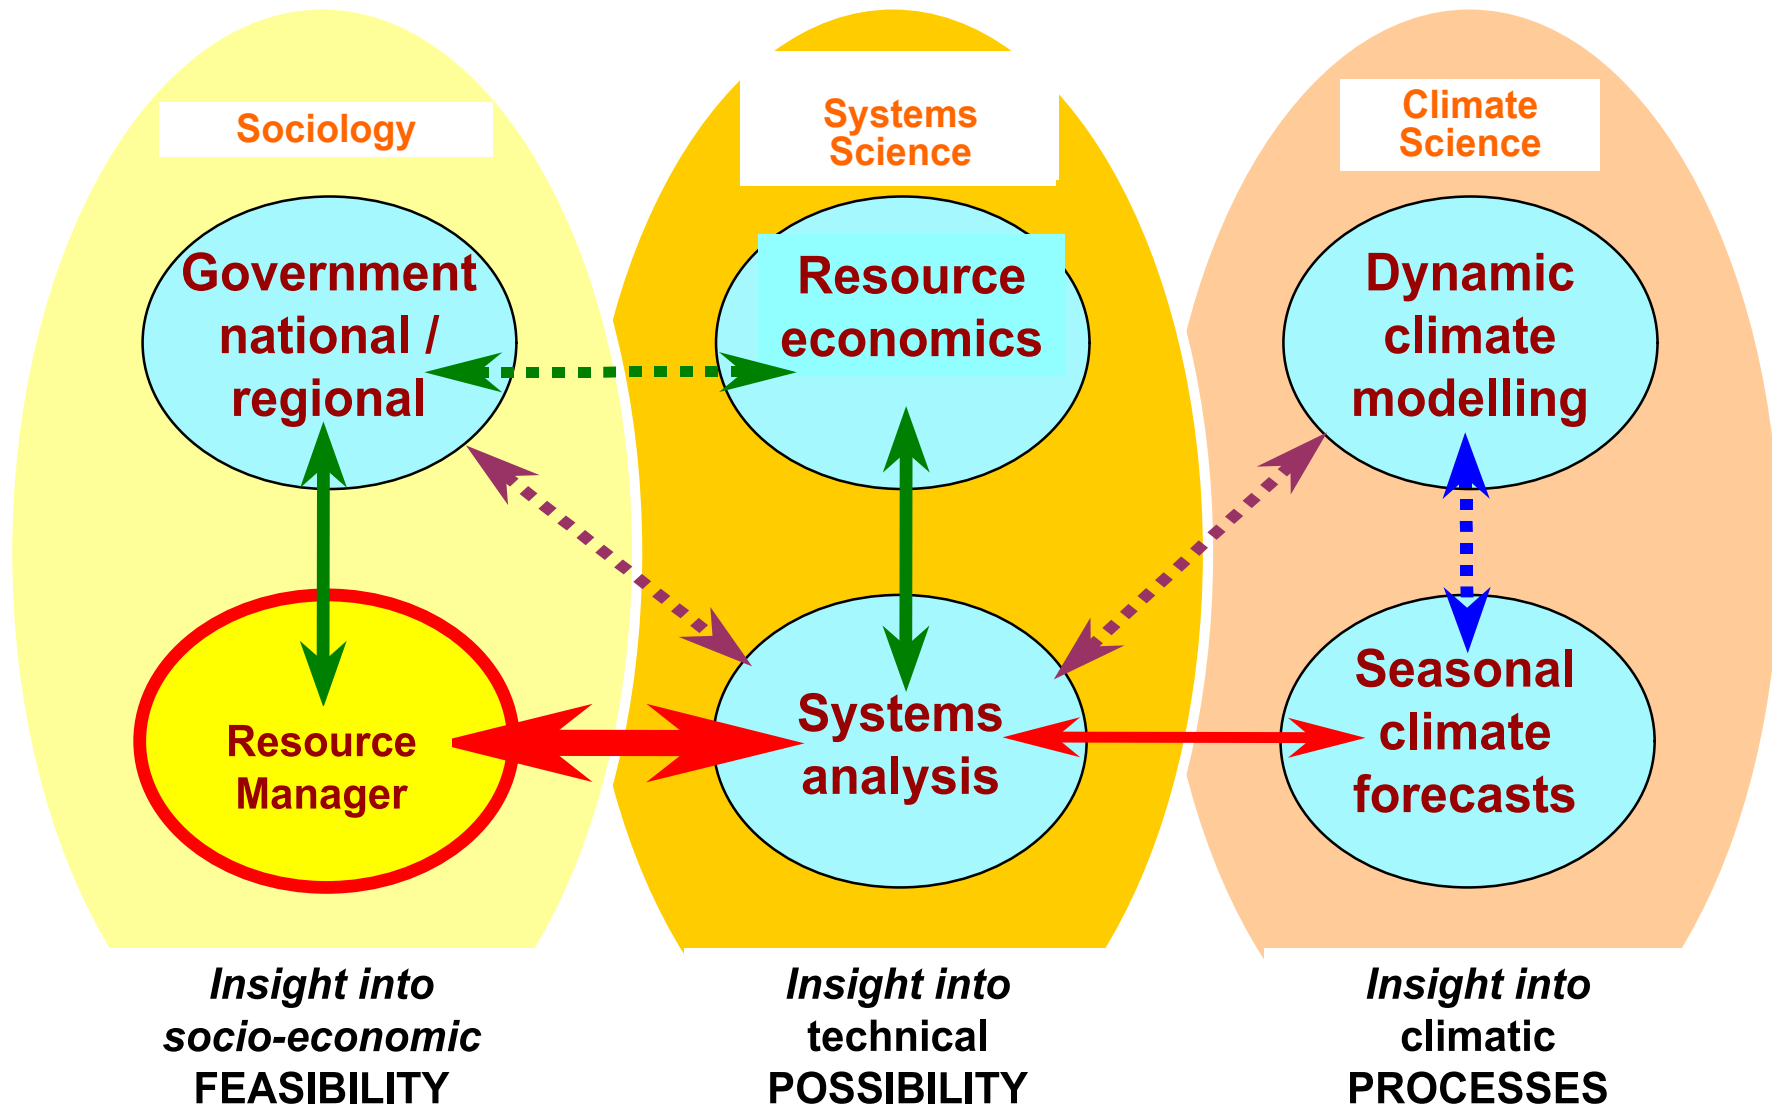 Sociology
Systems
Science
Climate
Science
Government
national /
regional
Resource
economics
Dynamic
climate
modelling
Resource
Manager
Systems
analysis
Seasonal
climate
forecasts
Insight into
socio-economic
FEASIBILITY
Insight into
technical
POSSIBILITY
Insight into
climatic
PROCESSES